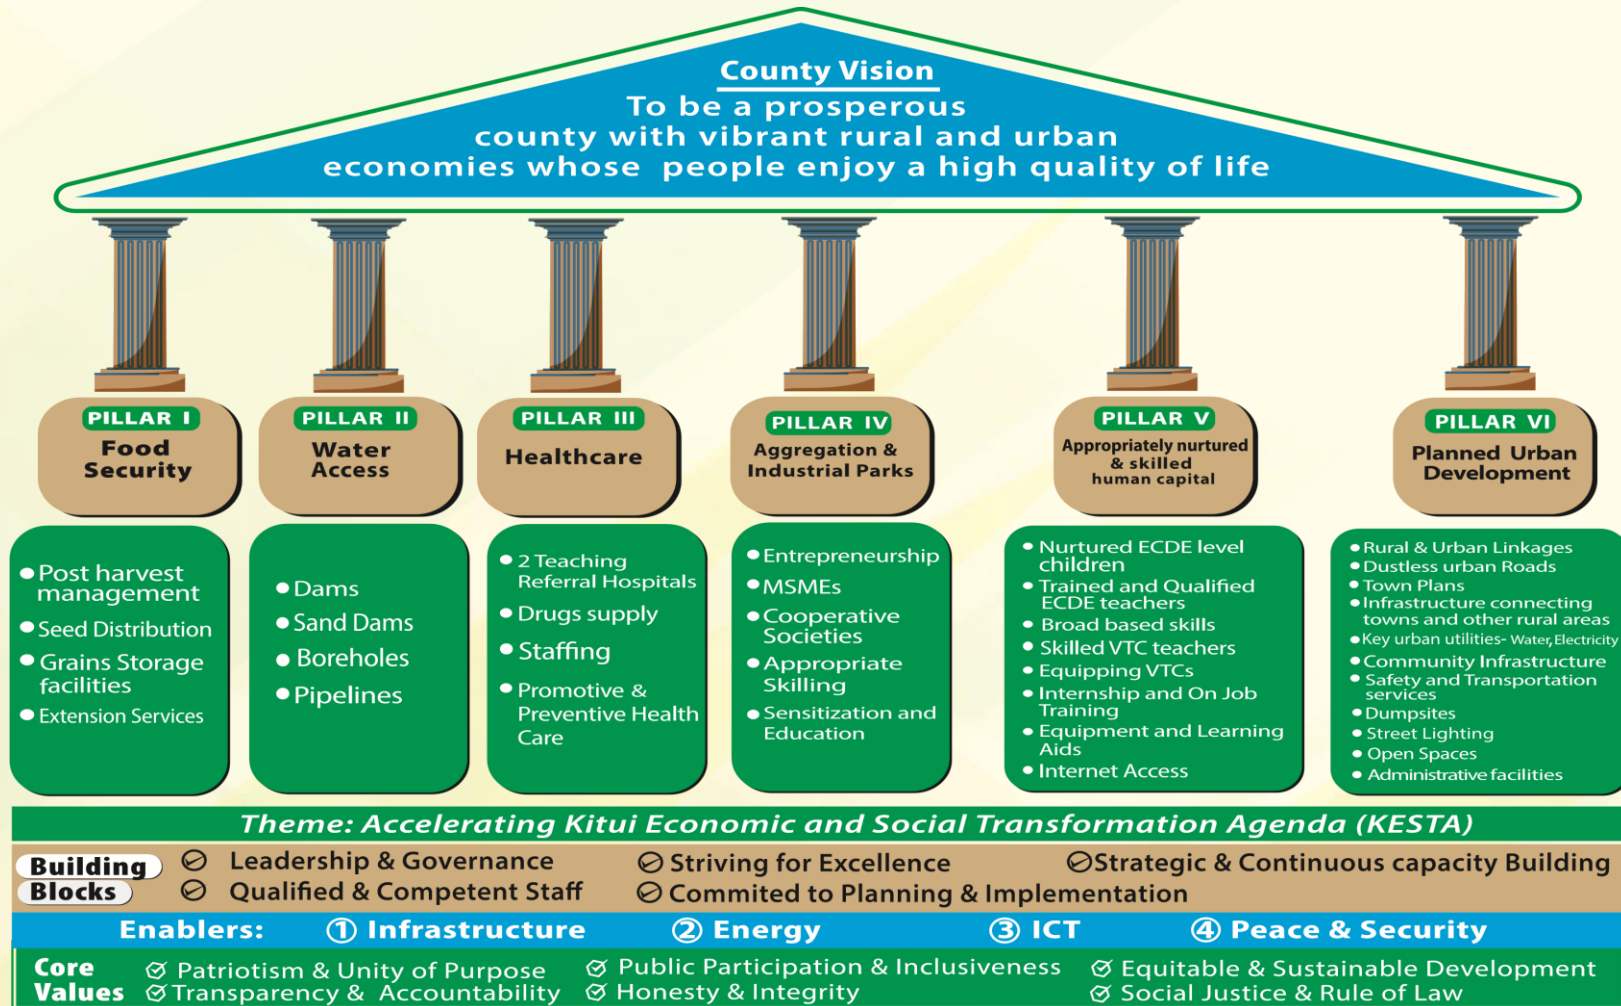 County Vision
To be a prosperous
county with vibrant rural and urban
economies whose people enjoy a high quality of life
PILLAR I
Food
Security
• Post harvest
management
• Seed Distribution
• Grains Storage
facilities
• Extension Services
PILLAR II
Water
Access
• Dams
• Sand Dams
• Boreholes
• Pipelines
PILLAR III
Healthcare
• 2 Teaching
Referral Hospitals
• Drugs supply
• Staffing
• Promotive &
Preventive Health
Care
PILLAR IV
Aggregation &
Industrial Parks
• Entrepreneurship
• MSMEs
• Cooperative
Societies
• Appropriate
Skilling
• Sensitization and
Education
PILLAR V
Appropriately nurtured
& skilled
human capital
• Nurtured ECDE level
children
• Trained and Qualified
ECDE teachers
• Broad based skills
• Skilled VTC teachers
• Equipping VTCs
• Internship and On Job
Training
• Equipment and Learning
Aids
• Internet Access
PILLAR VI
Planned Urban
Development
• Rural & Urban Linkages
• Dustless urban Roads
• Town Plans
• Infrastructure connecting
towns and other rural areas
• Key urban utilities- Water, Electricity
• Community Infrastructure
• Safety and Transportation
services
• Dumpsites
• Street Lighting
• Open Spaces
• Administrative facilities
Theme: Accelerating Kitui Economic and Social Transformation Agenda (KESTA)
Building Leadership & Governance Striving for Excellence Strategic & Continuous capacity Building
Blocks Qualified & Competent Staff Commited to Planning & Implementation
Enablers: 1 Infrastructure 2 Energy 3 ICT 4 Peace & Security
Core Patriotism & Unity of Purpose Public Participation & Inclusiveness Equitable & Sustainable Development
Values Transparency & Accountability Honesty & Integrity Social Justice & Rule of Law